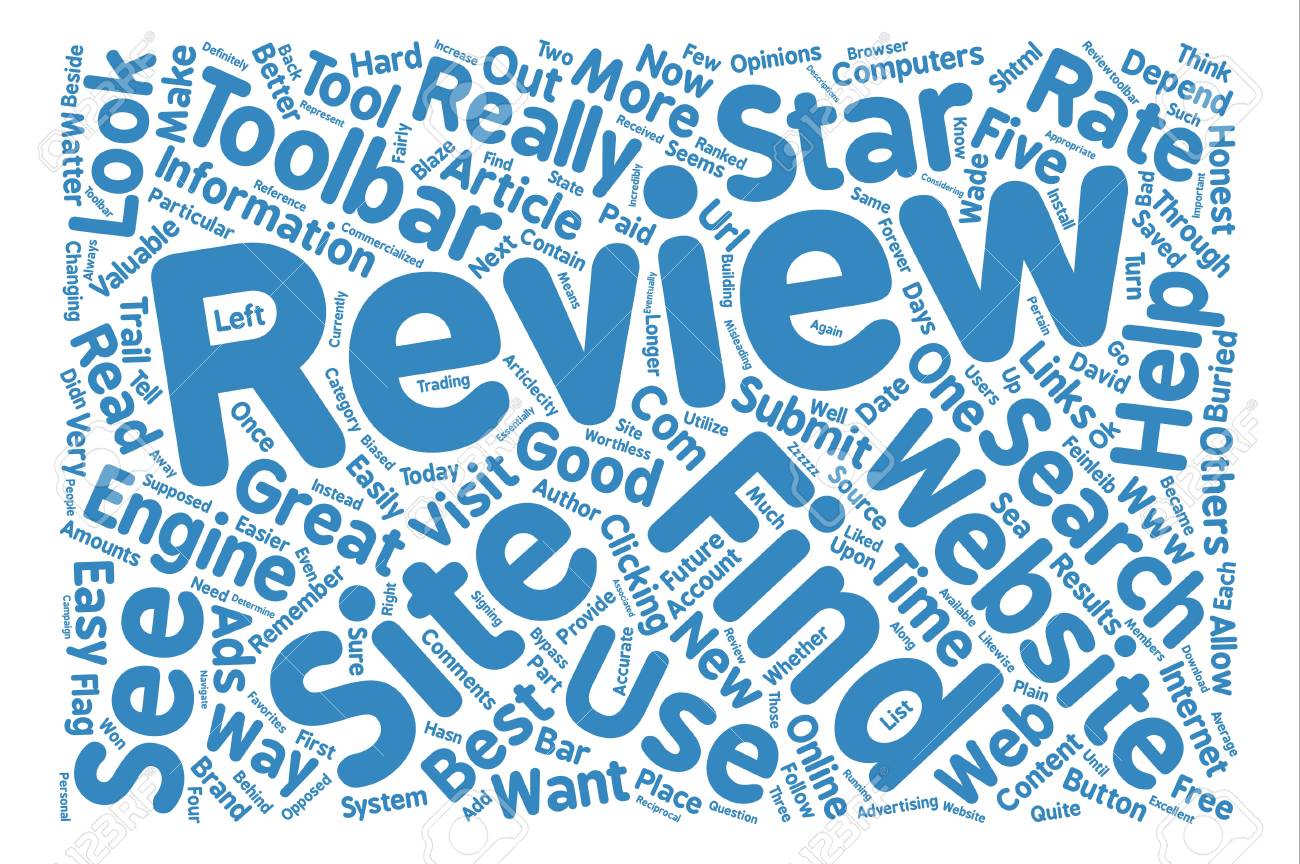 Review
Find
Site
Website
Star
Toolbar
See
Use
Search
Rate
Look
Really
Help
Engine
Great
Good
Time
Way
Best
Want
New
Web
One
Read
Information
Article
More
Tool
Out
Now
Five
Submit
Visit
Com
Url
Links
Online
Internet
Content
Button
Free
Easy
Flag
Ads
Hard
Better
Make
Matter
Beside
Definitely
Back
Represent
Increase
Two
Few
Opinions
Browser
Descriptions
Computers
Shtml
Reviewtoolbar
Depend
Such
Think
Honest
Important
Appropriate
Bad
Through
Saved
Turn
Install
Know
Wade
Considering
Same
Forever
Days
Received
Ranked
Seems
Incredibly
Paid
State
Find
Blaze
Fairly
Reference
Commercialized
Particular
Valuable
Toolbar
Always
Changing
Next
Contain
Means
Eventually
Longer
Building
Misleading
Again
Left
Currently
Trading
Articlecity
Essentially
Category
Biased
Easily
Today
Once
Instead
Trail
Tell
Didn
Very
Away
People
Supposed
Amounts
Easier
Even
Need
Determine
Remember
Right
Sure
Campaign
Personal
Won
Navigate
Favorites
Brand
Four
Behind
First
Opposed
System
Comments
Hasn
Add
Bar
Part
Bypass
Signing
Provide
Associated
Accurate
Clicking
Author
Site
Worthless
Utilize
Well
Date
Zzzzzz
Source
Much
Liked
Upon
Future
Account
Review
Whether
Those
List
Along
Available
Likewise
Plain
Members
Results
Sea
Www
Feinleib
Ok
David
Go
Up
Users
Pertain
Buried
Others
Became
Each
Allow
Download
Average
Until
Excellent
Quite
Website
Advertising
Running
Follow
Three
Question
Place
Reciprocal
123RF